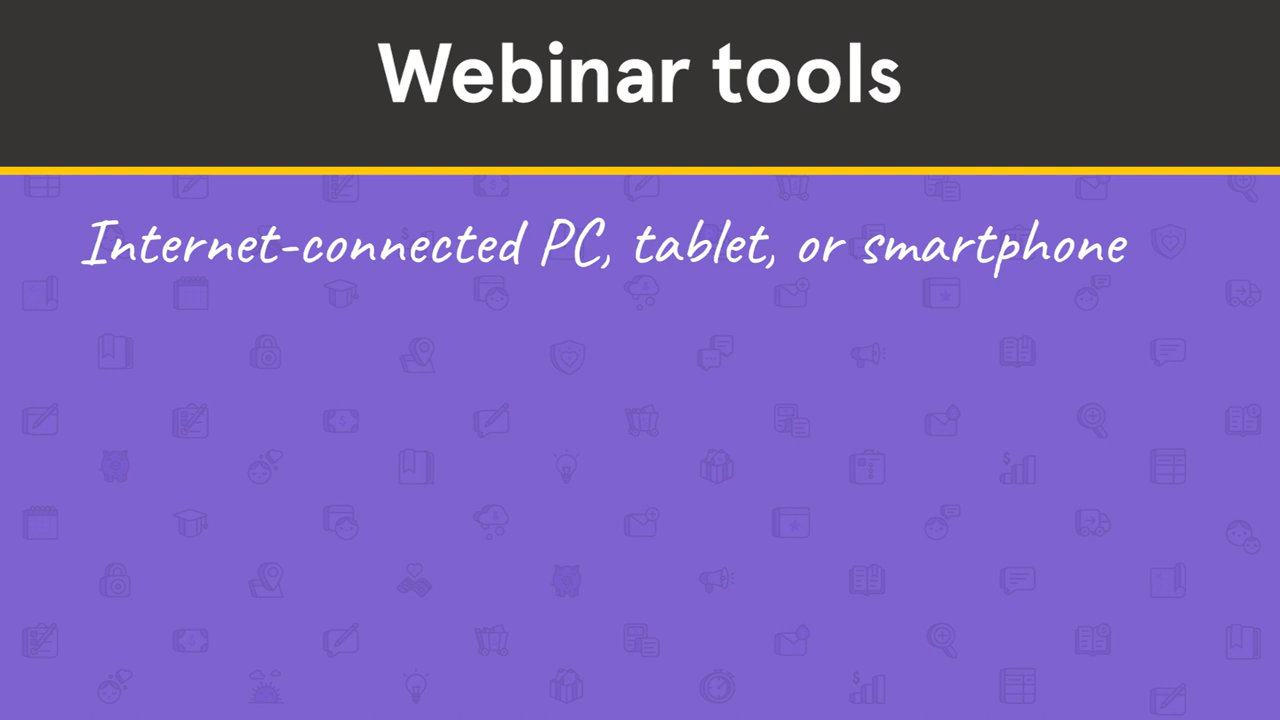 Webinar tools
Internet-connected PC, tablet, or smartphone